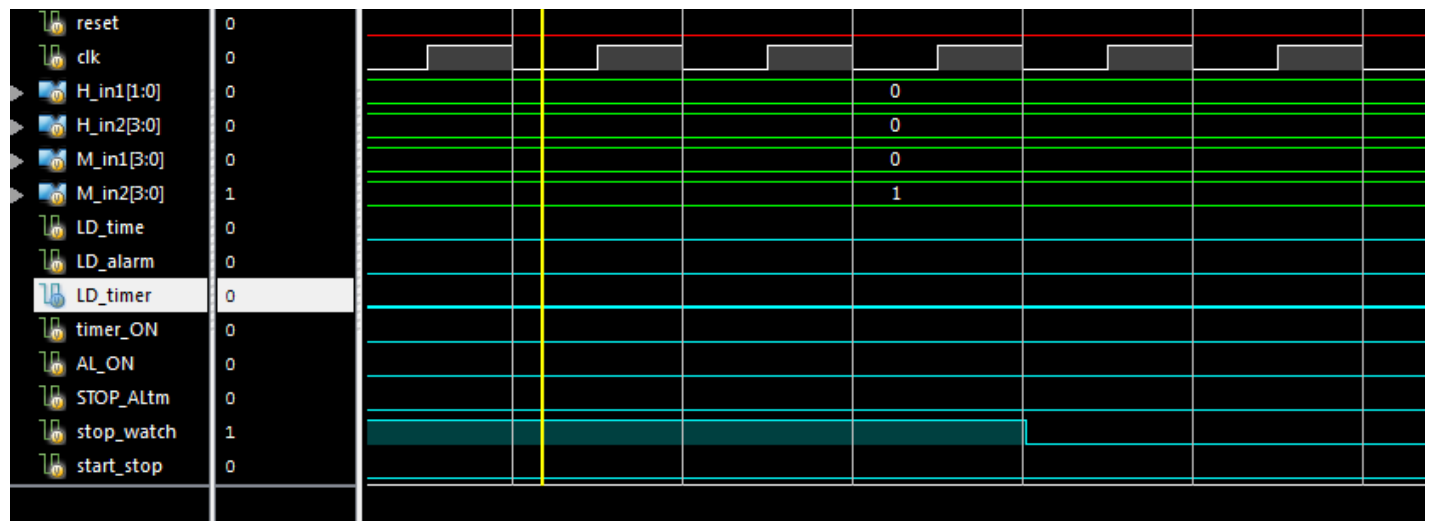 reset 0
clk 0
H_in1[1:0] 0 0
H_in2[3:0] 0 0
M_in1[3:0] 0 0
M_in2[3:0] 1 1
LD_time 0
LD_alarm 0
LD_timer 0
timer_ON 0
AL_ON 0
STOP_ALtm 0
stop_watch 1
start_stop 0